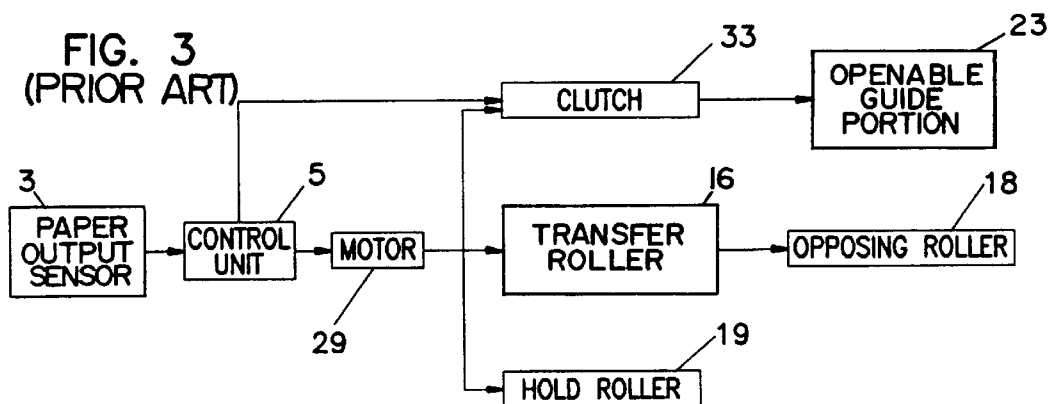 FIG. 3
(PRIOR ART)
33
CLUTCH
23
OPENABLE
GUIDE
PORTION
3
PAPER
OUTPUT
SENSOR
5
CONTROL
UNIT
MOTOR
29
16
TRANSFER
ROLLER
18
OPPOSING ROLLER
19
HOLD ROLLER